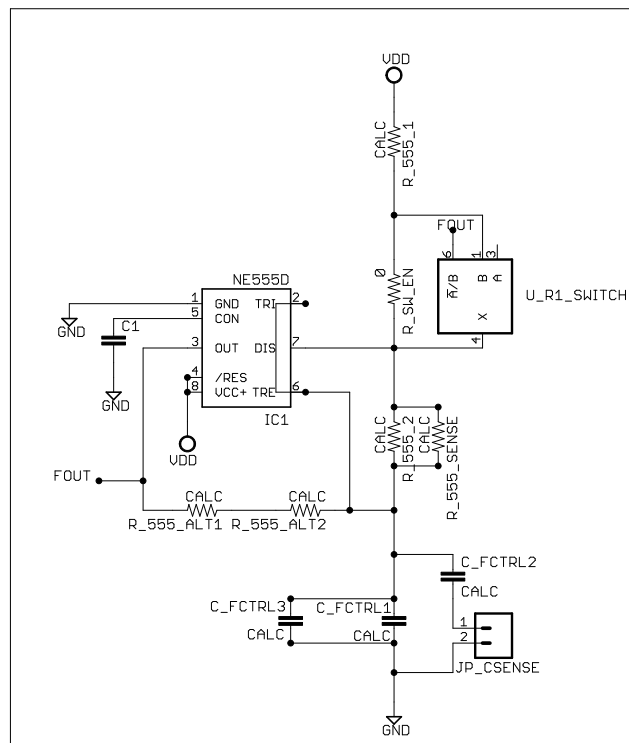 VDD
CALC
R_555_1
FOUT
6
1
3
A/B
B
A
X
4
U_R1_SWITCH
0
R_SW_EN
NE555D
1
GND
TRI
2
5
CON
C1
GND
3
OUT
DIS
7
4
/RES
8
VCC+
TRE
6
GND
IC1
VDD
CALC
R_555_2
CALC
R_555_SENSE
FOUT
CALC
CALC
R_555_ALT1
R_555_ALT2
C_FCTRL2
CALC
C_FCTRL3
C_FCTRL1
CALC
CALC
1
2
JP_CSENSE
GND